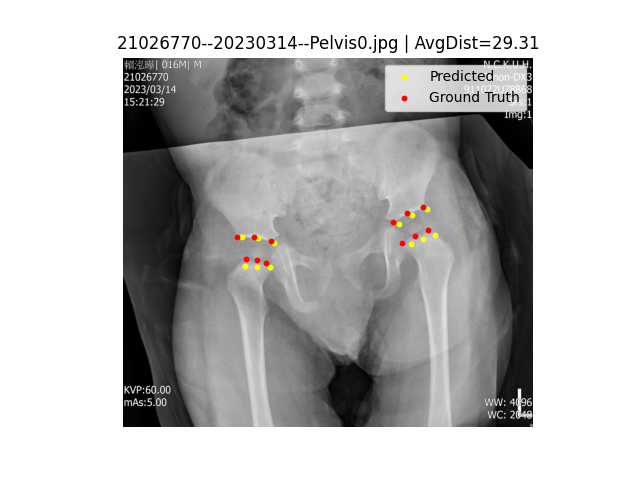 21026770--20230314--Pelvis0.jpg | AvgDist=29.31
016M| M
21026770
2023/03/14
15:21:29
N.C.K.U.H.
Predicted
Ground Truth
Img:1
KVP:60.00
mAs:5.00
WW: 4096
WC: 2048
L